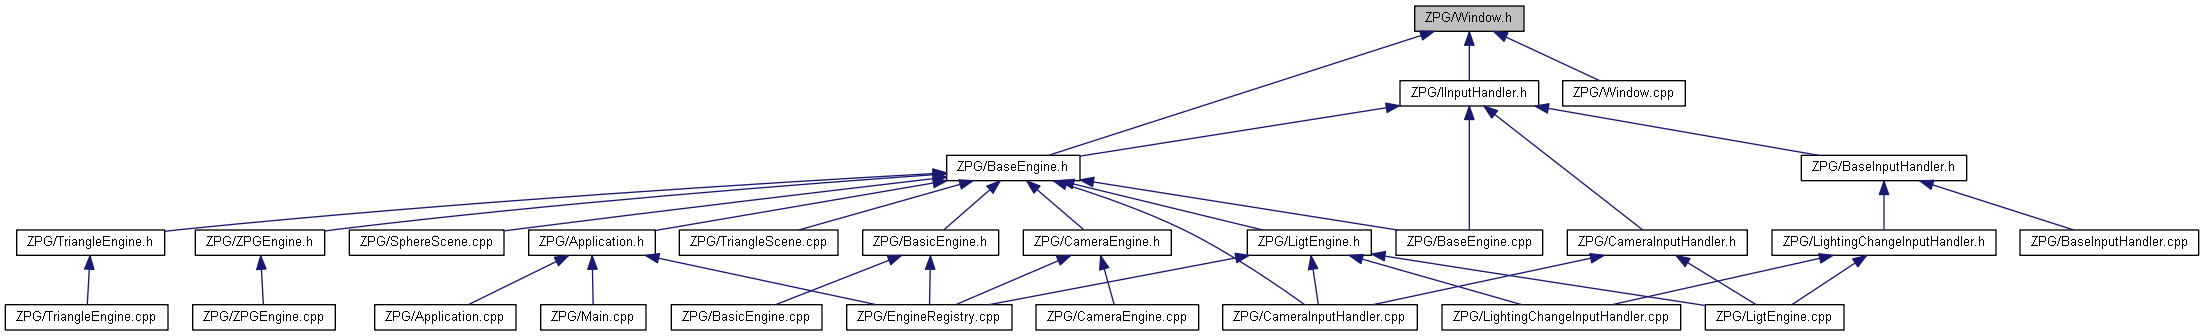 ZPG/Window.h
ZPG/IInputHandler.h
ZPG/Window.cpp
ZPG/BaseEngine.h
ZPG/BaseInputHandler.h
ZPG/TriangleEngine.h
ZPG/ZPGEngine.h
ZPG/SphereScene.cpp
ZPG/Application.h
ZPG/TriangleScene.cpp
ZPG/BasicEngine.h
ZPG/CameraEngine.h
ZPG/LigtEngine.h
ZPG/BaseEngine.cpp
ZPG/CameraInputHandler.h
ZPG/LightingChangeInputHandler.h
ZPG/BaseInputHandler.cpp
ZPG/TriangleEngine.cpp
ZPG/ZPGEngine.cpp
ZPG/Application.cpp
ZPG/Main.cpp
ZPG/BasicEngine.cpp
ZPG/EngineRegistry.cpp
ZPG/CameraEngine.cpp
ZPG/CameraInputHandler.cpp
ZPG/LightingChangeInputHandler.cpp
ZPG/LigtEngine.cpp